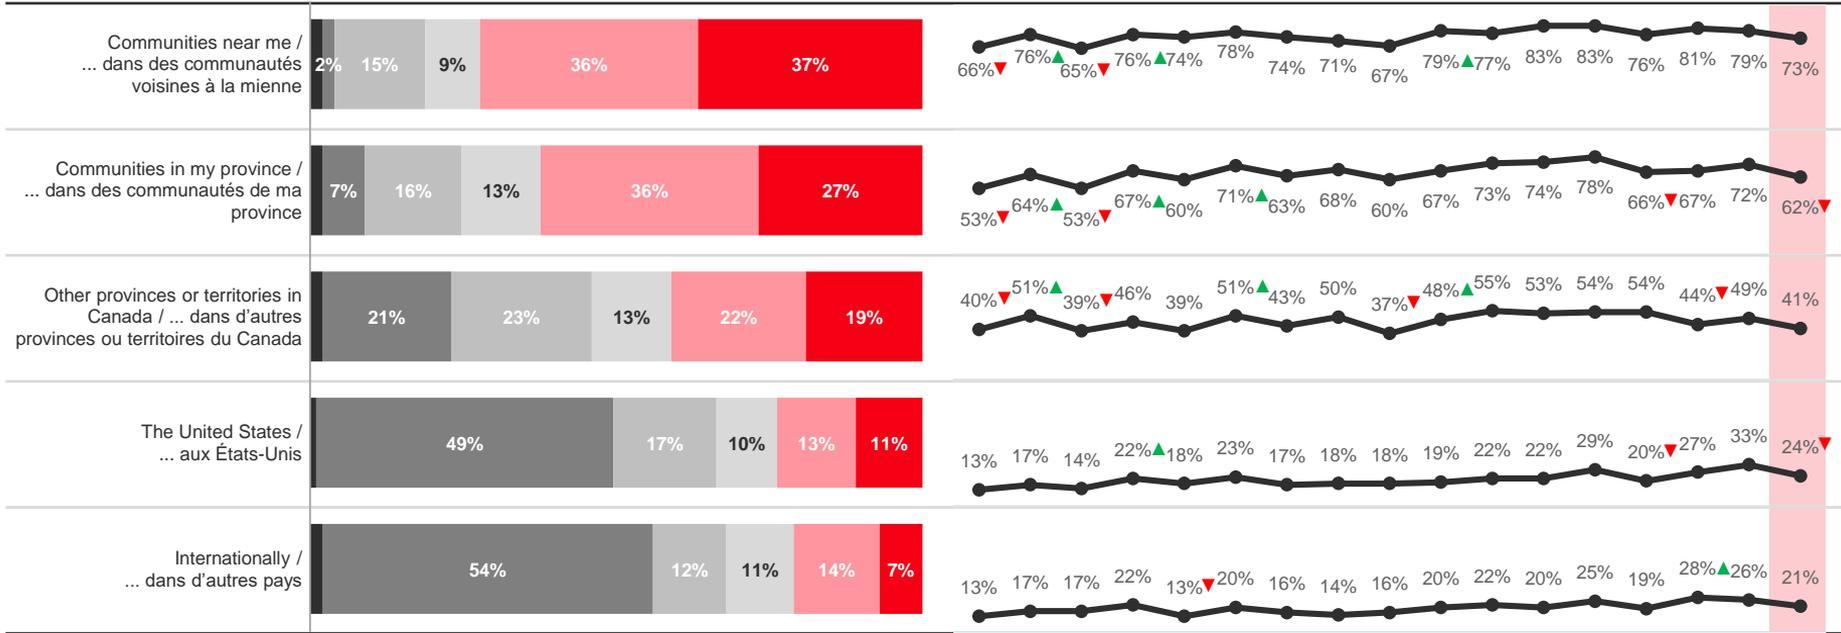 Communities near me /
... dans des communautés
voisines à la mienne
2% 15% 9% 36% 37%
66%▼ 76%▲ 65%▼ 76%▲ 74% 78% 74% 71% 67% 79%▲ 77% 83% 83% 76% 81% 79% 73%
Communities in my province /
... dans des communautés de ma
province
7% 16% 13% 36% 27%
53%▼ 64%▲ 53%▼ 67%▲ 60% 71%▲ 63% 68% 60% 67% 73% 74% 78% 66%▼ 67% 72% 62%▼
Other provinces or territories in
Canada / ... dans d’autres
provinces ou territoires du Canada
21% 23% 13% 22% 19%
40%▼ 51%▲ 39%▼ 46% 39% 51%▲ 43% 50% 37%▼ 48%▲ 55% 53% 54% 54% 44%▼ 49% 41%
The United States /
... aux États-Unis
49% 17% 10% 13% 11%
13% 17% 14% 22%▲ 18% 23% 17% 18% 18% 19% 22% 22% 29% 20%▼ 27% 33% 24%▼
Internationally /
... dans d’autres pays
54% 12% 11% 14% 7%
13% 17% 17% 22% 13%▼ 20% 16% 14% 16% 20% 22% 20% 25% 19% 28%▲ 26% 21%